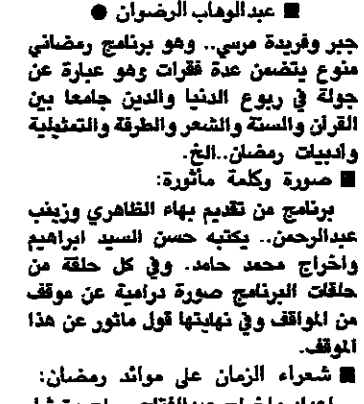 ■ عبدالوهاب الرضوان ●
جبر وفريدة مرسي.. وهو برنامج رمضاني
منوع يتضمن عدة فقرات وهو عبارة عن
جولة في ربوع الدنيا والدين جامعا بين
القرآن والسنة والشعر والطرفة والتمثيلية
وادبيات رمضان..الخ.
■ صورة وكلمة مأثورة:
برنامج من تقديم بهاء الظاهري وزينب
عبدالرحمن.. يكتبه حسن السيد ابراهيم
واخراج محمد حامد. وفي كل حلقة من
حلقات البرنامج صورة درامية عن موقف
من المواقف وفي نهايتها قول ماثور عن هذا
الموقف.
■ شعراء الزمان على موائد رمضان: